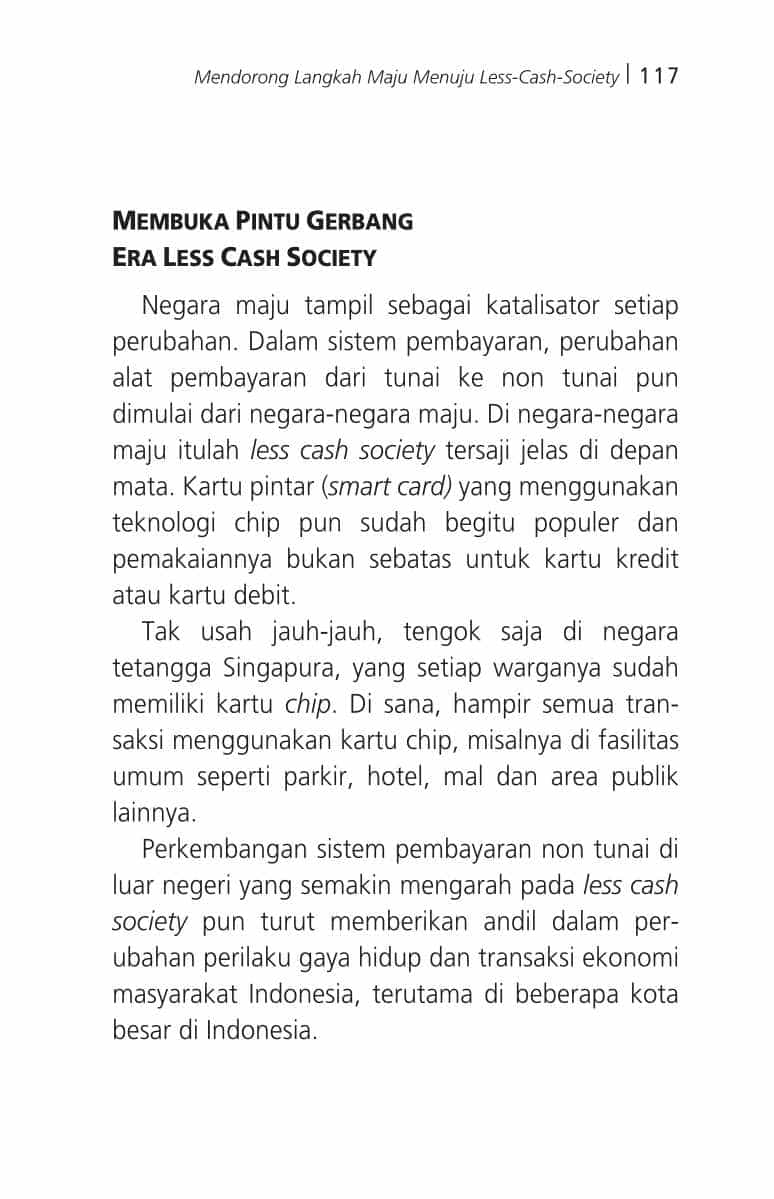 Mendorong Langkah Maju Menuju Less-Cash-Society | 117
MEMBUKA PINTU GERBANG
ERA LESS CASH SOCIETY
Negara maju tampil sebagai katalisator setiap
perubahan. Dalam sistem pembayaran, perubahan
alat pembayaran dari tunai ke non tunai pun
dimulai dari negara-negara maju. Di negara-negara
maju itulah less cash society tersaji jelas di depan
mata. Kartu pintar (smart card) yang menggunakan
teknologi chip pun sudah begitu populer dan
pemakaiannya bukan sebatas untuk kartu kredit
atau kartu debit.
Tak usah jauh-jauh, tengok saja di negara
tetangga Singapura, yang setiap warganya sudah
memiliki kartu chip. Di sana, hampir semua tran-
saksi menggunakan kartu chip, misalnya di fasilitas
umum seperti parkir, hotel, mal dan area publik
lainnya.
Perkembangan sistem pembayaran non tunai di
luar negeri yang semakin mengarah pada less cash
society pun turut memberikan andil dalam per-
ubahan perilaku gaya hidup dan transaksi ekonomi
masyarakat Indonesia, terutama di beberapa kota
besar di Indonesia.